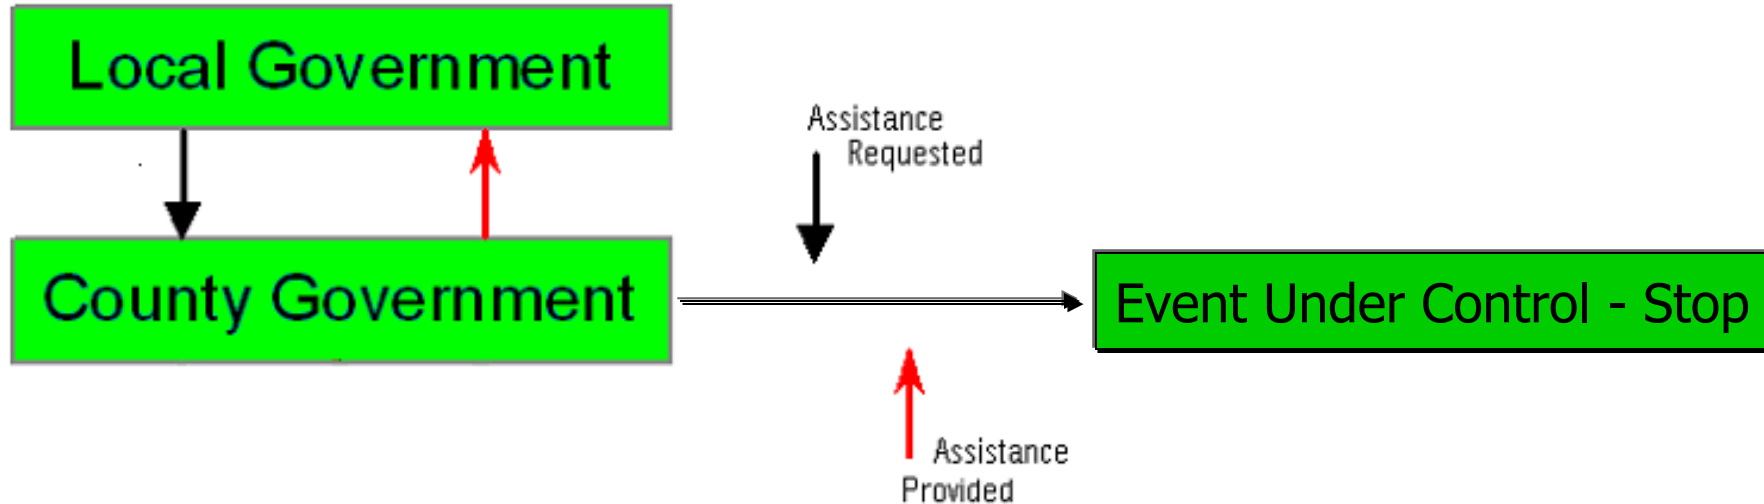 Local Government
Assistance
Requested
County Government
Event Under Control - Stop
Assistance
Provided